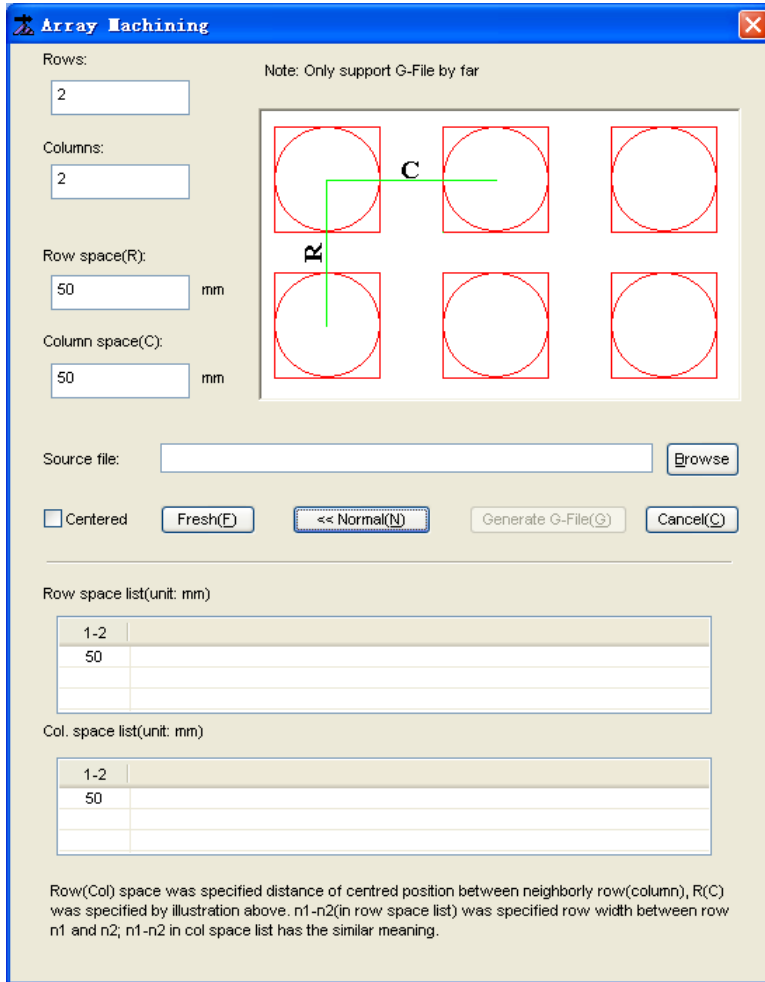 Array Machining
Rows:
Note: Only support G-File by far
2
Columns:
2
C
R
Row space(R):
50 mm
Column space(C):
50 mm
Source file:
Browse
Centered
Fresh(F)
<< Normal(N)
Generate G-File(G)
Cancel(C)
Row space list(unit: mm)
1-2
50
Col. space list(unit: mm)
1-2
50
Row(Col) space was specified distance of centred position between neighborly row(column), R(C)
was specified by illustration above. n1-n2(in row space list) was specified row width between row
n1 and n2; n1-n2 in col space list has the similar meaning.